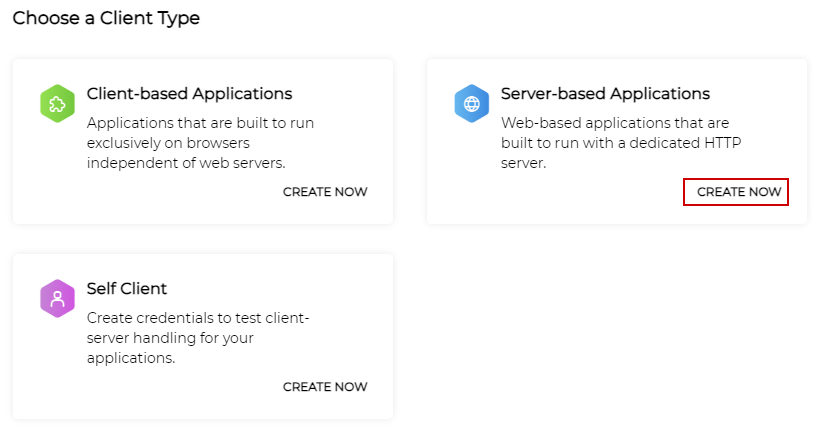 Choose a Client Type
Client-based Applications
Applications that are built to run
exclusively on browsers
independent of web servers.
CREATE NOW
Server-based Applications
Web-based applications that are
built to run with a dedicated HTTP
server.
CREATE NOW
Self Client
Create credentials to test client-
server handling for your
applications.
CREATE NOW